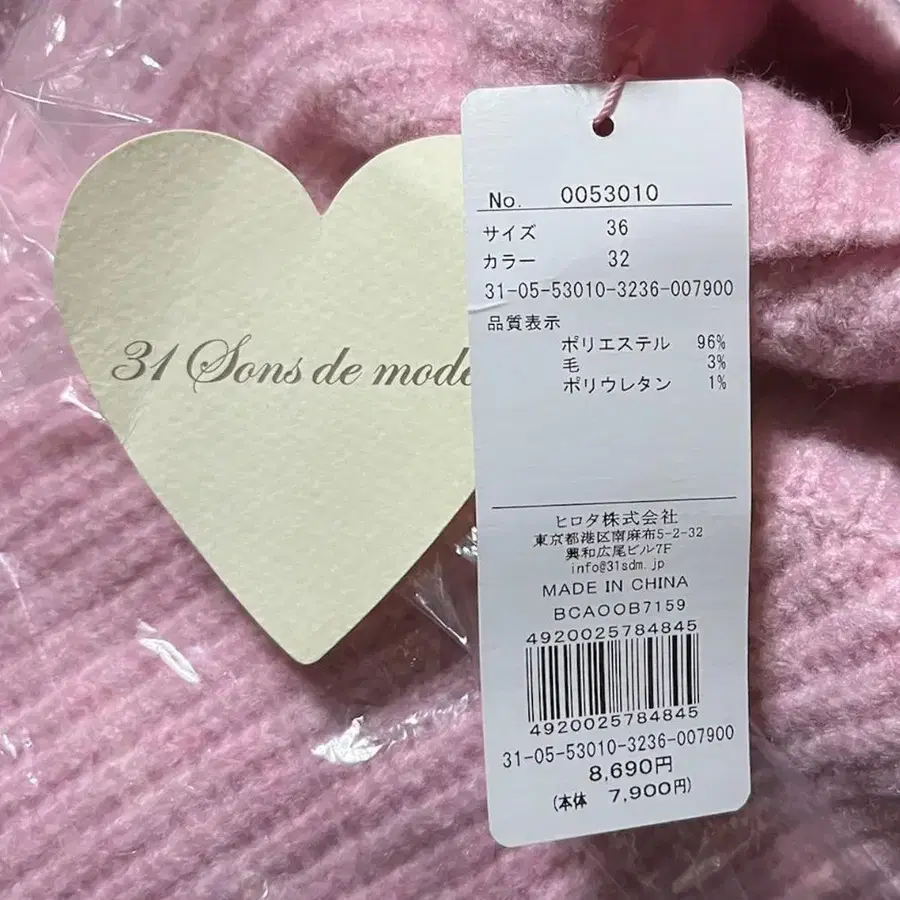 31 Sons de mode
No. 0053010
サイズ 36
カラー 32
31-05-53010-3236-007900
品質表示
ポリエステル 96%
毛 3%
ポリウレタン 1%
ヒロタ株式会社
東京都港区南麻布5-2-32
興和広尾ビル7F
info@31sdm.jp
MADE IN CHINA
BCAOOB7159
4920025784845
4920025784845
31-05-53010-3236-007900
8,690円
(本体 7,900円)